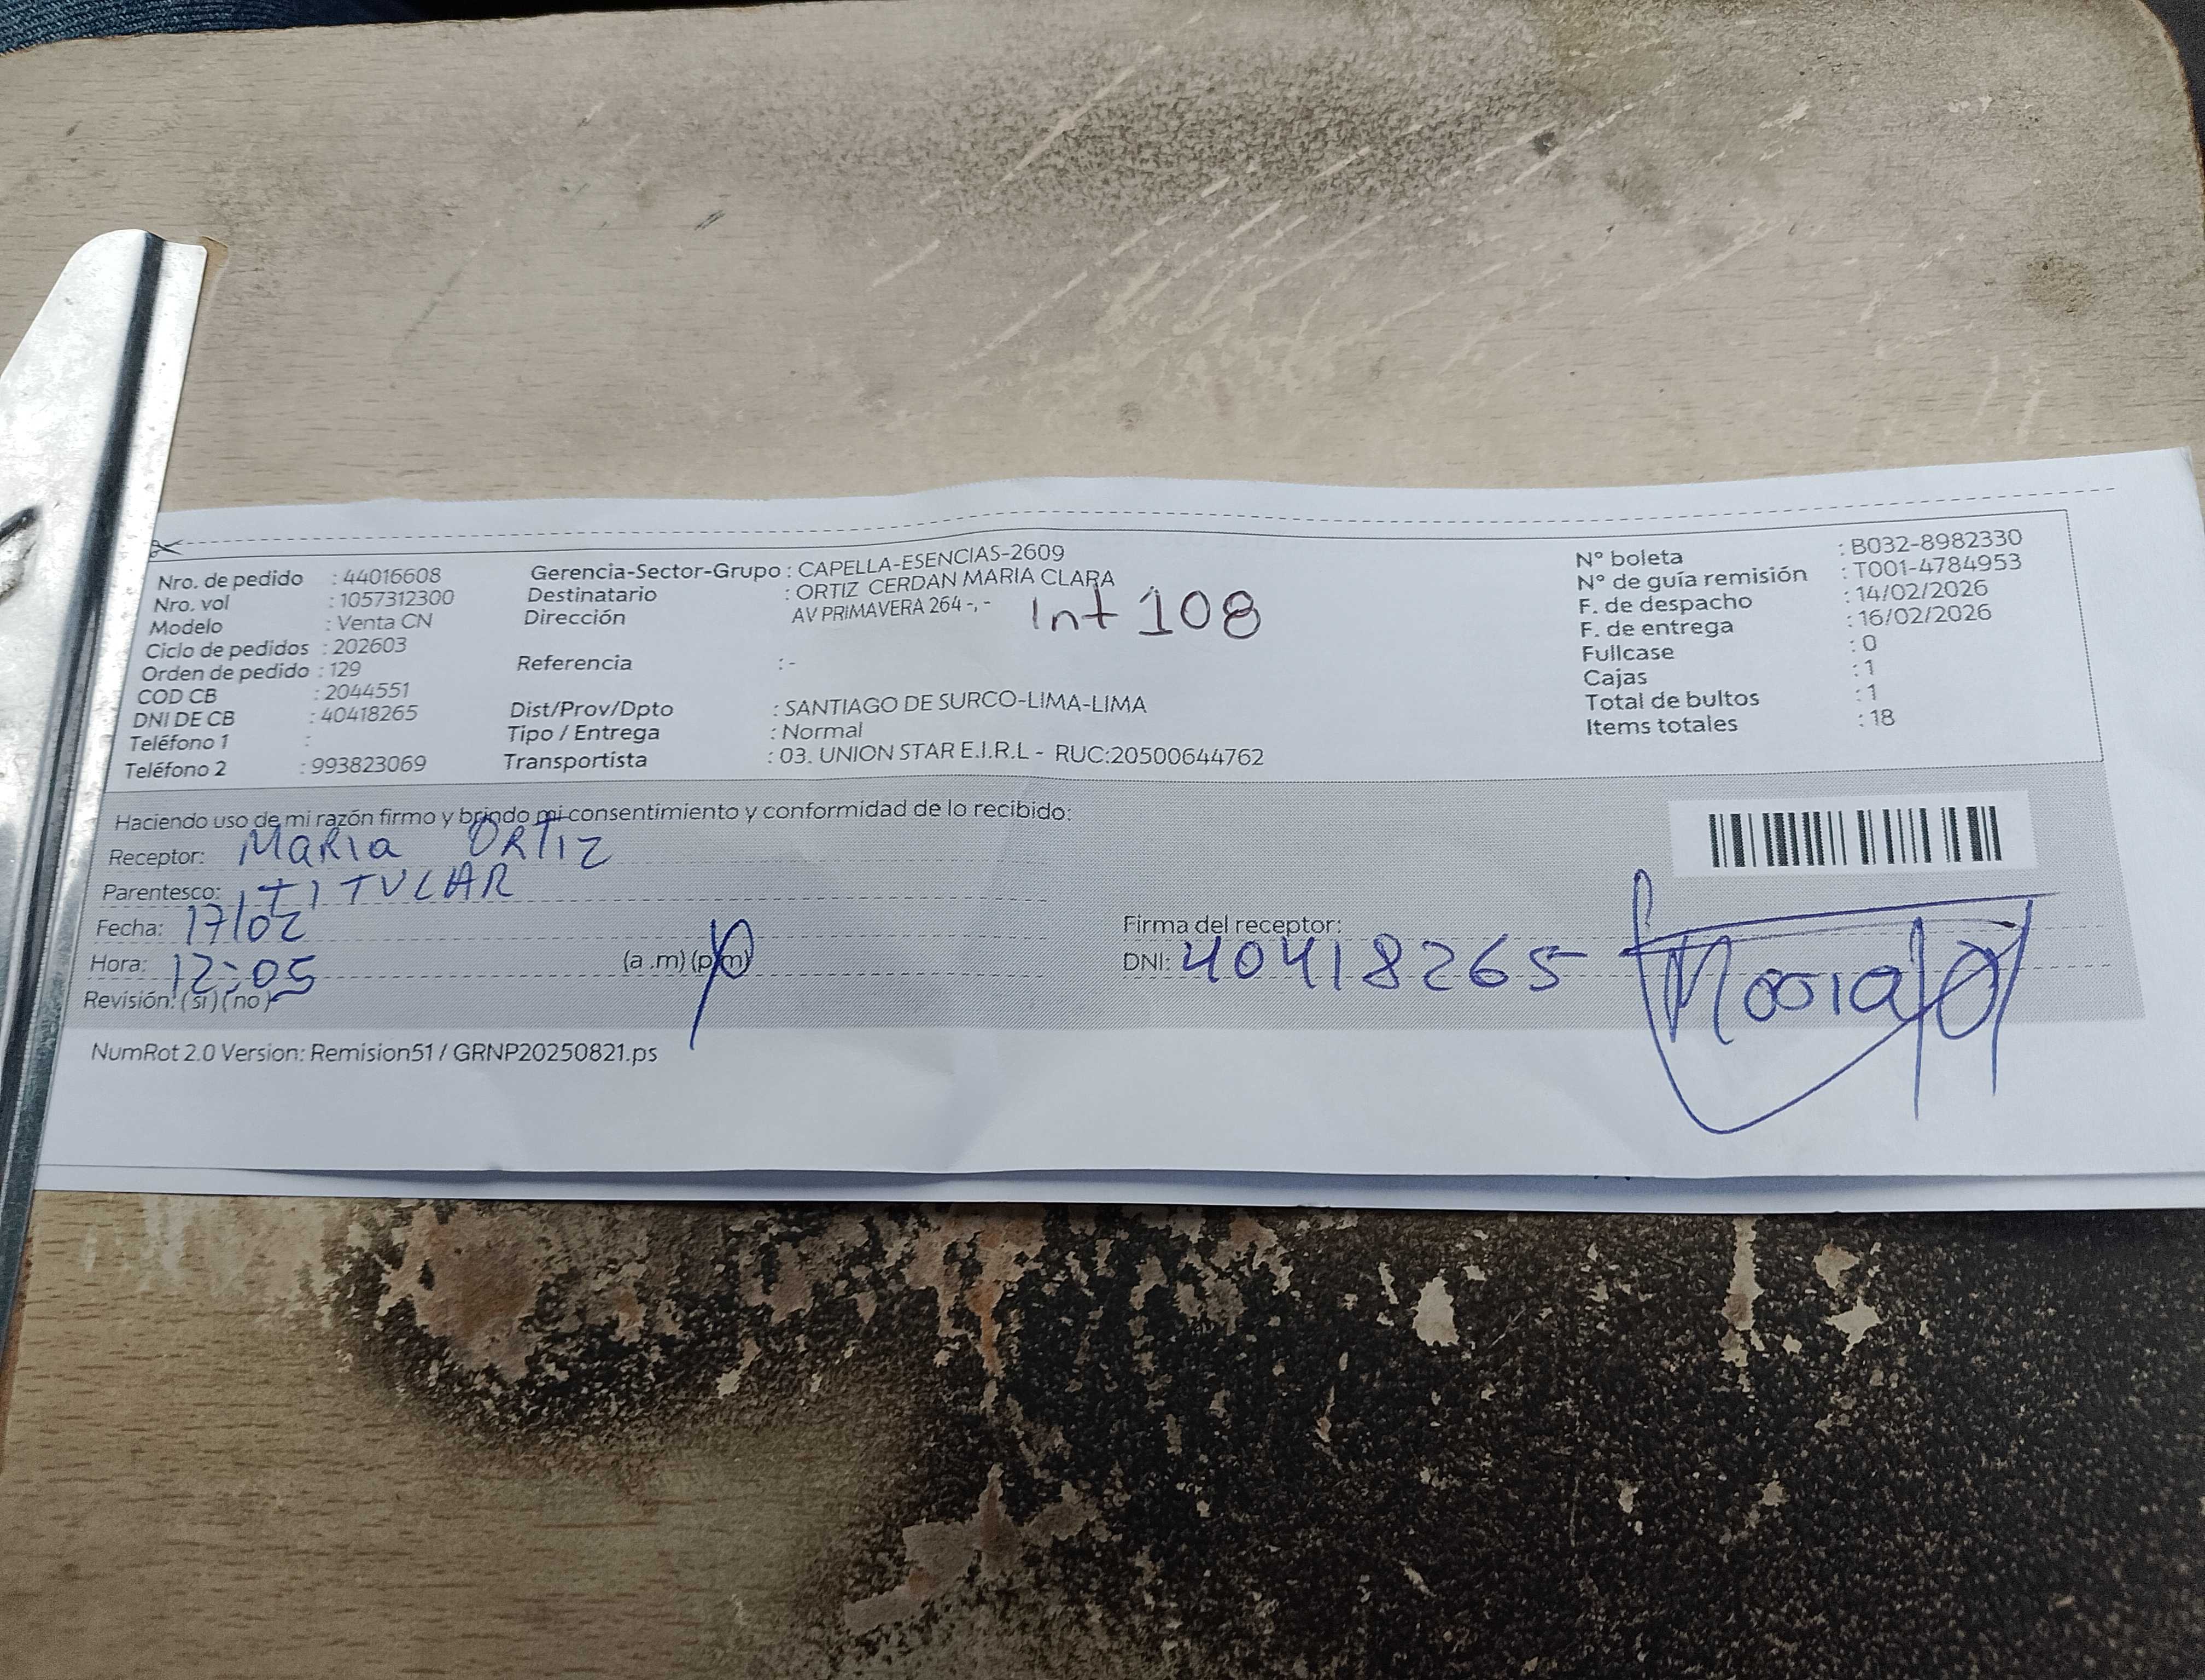 Nro. de pedido : 44016608
Nro. vol : 1057312300
Modelo : Venta CN
Ciclo de pedidos : 202603
Orden de pedido : 129
COD CB : 2044551
DNI DE CB : 40418265
Teléfono 1 :
Teléfono 2 : 993823069
Gerencia-Sector-Grupo : CAPELLA-ESENCIAS-2609
Destinatario : ORTIZ CERDAN MARIA CLARA
Dirección AV PRIMAVERA 264 -, - Int 108
Referencia : -
Dist/Prov/Dpto : SANTIAGO DE SURCO-LIMA-LIMA
Tipo / Entrega : Normal
Transportista : 03. UNION STAR E.I.R.L - RUC:20500644762
N° boleta : B032-8982330
N° de guía remisión : T001-4784953
F. de despacho : 14/02/2026
F. de entrega : 16/02/2026
Fullcase : 0
Cajas : 1
Total de bultos : 1
Items totales : 18
Haciendo uso de mi razón firmo y brindo mi consentimiento y conformidad de lo recibido:
Receptor: MARIA ORTIZ
Parentesco: TITULAR
Fecha: 17/02
Hora: 12:05 (a .m) (p.m)
Revisión: (si) (no)
Firma del receptor:
DNI: 40418265
NumRot 2.0 Version: Remision51 / GRNP20250821.ps